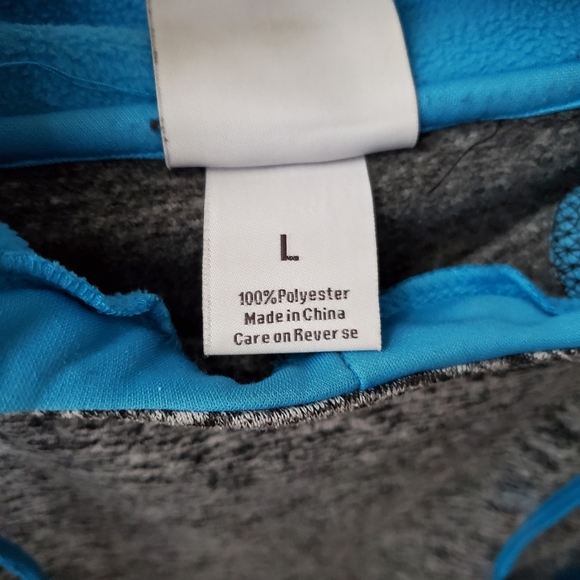 L
100%Polyester
Made in China
Care on Reverse